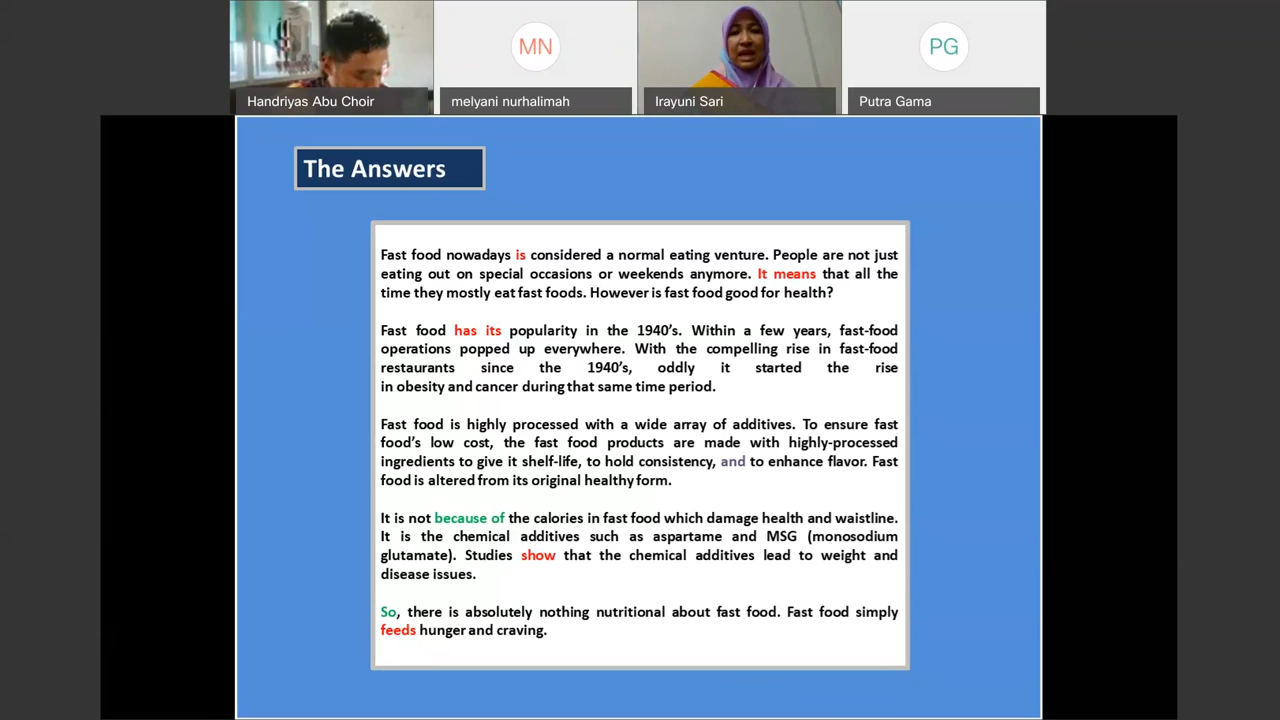 MN
PG
Handriyas Abu Choir
melyani nurhalimah
Irayuni Sari
Putra Gama
The Answers
Fast food nowadays is considered a normal eating venture. People are not just
eating out on special occasions or weekends anymore. It means that all the
time they mostly eat fast foods. However is fast food good for health?
Fast food has its popularity in the 1940’s. Within a few years, fast-food
operations popped up everywhere. With the compelling rise in fast-food
restaurants since the 1940’s, oddly it started the rise
in obesity and cancer during that same time period.
Fast food is highly processed with a wide array of additives. To ensure fast
food’s low cost, the fast food products are made with highly-processed
ingredients to give it shelf-life, to hold consistency, and to enhance flavor. Fast
food is altered from its original healthy form.
It is not because of the calories in fast food which damage health and waistline.
It is the chemical additives such as aspartame and MSG (monosodium
glutamate). Studies show that the chemical additives lead to weight and
disease issues.
So, there is absolutely nothing nutritional about fast food. Fast food simply
feeds hunger and craving.